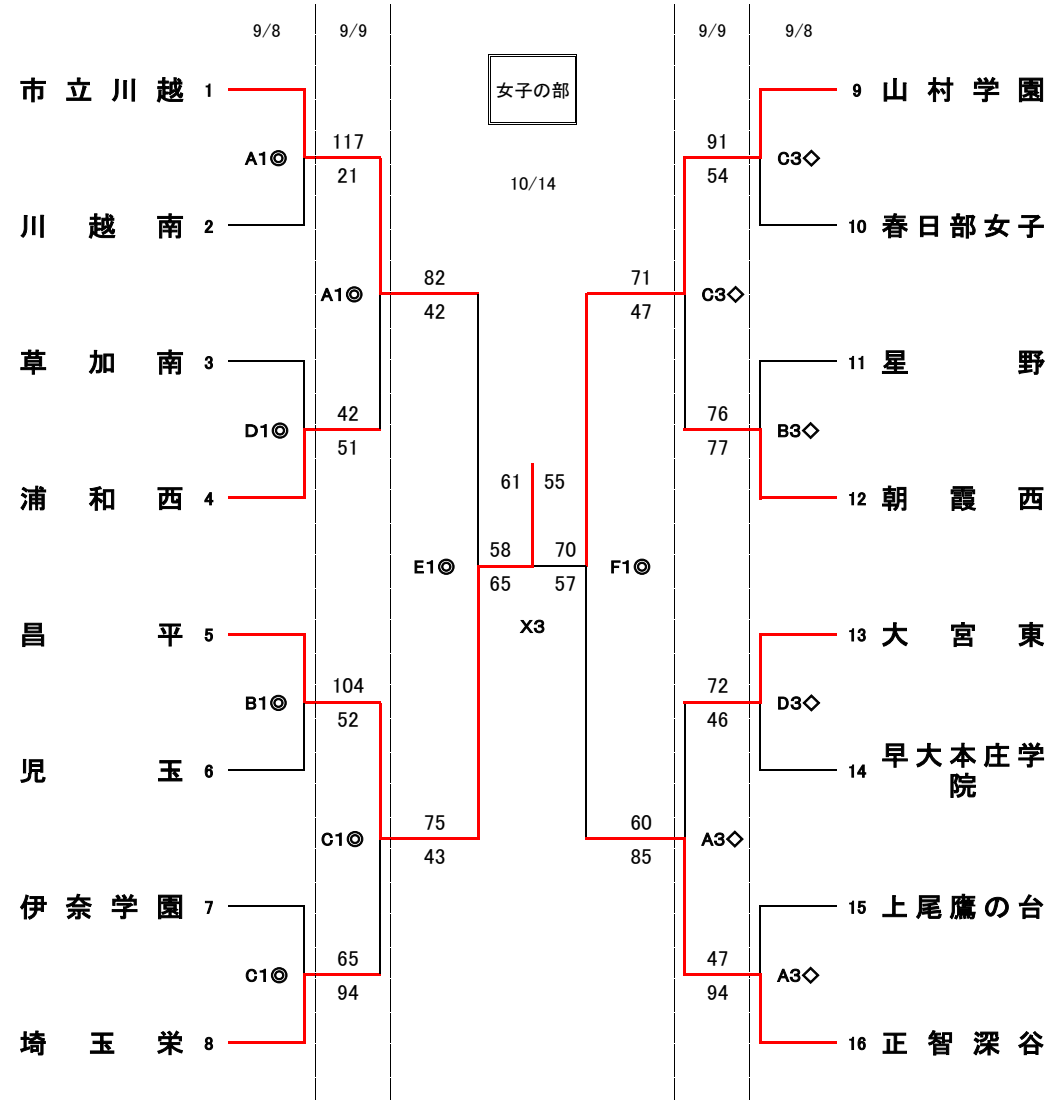 9/8 9/9 9/9 9/8
女子の部
市立川越 1 9 山村学園
117 91
A1◎ C3◇
21 54
10/14
川越南 2 10 春日部女子
82 71
A1◎ C3◇
42 47
草加南 3 11 星野
42 76
D1◎ B3◇
51 77
61 55
浦和西 4 12 朝霞西
58 70
E1◎ F1◎
65 57
X3
昌平 5 13 大宮東
104 72
B1◎ D3◇
52 46
児玉 6 14 早大本庄学
院
75 60
C1◎ A3◇
43 85
伊奈学園 7 15 上尾鷹の台
65 47
C1◎ A3◇
94 94
埼玉栄 8 16 正智深谷